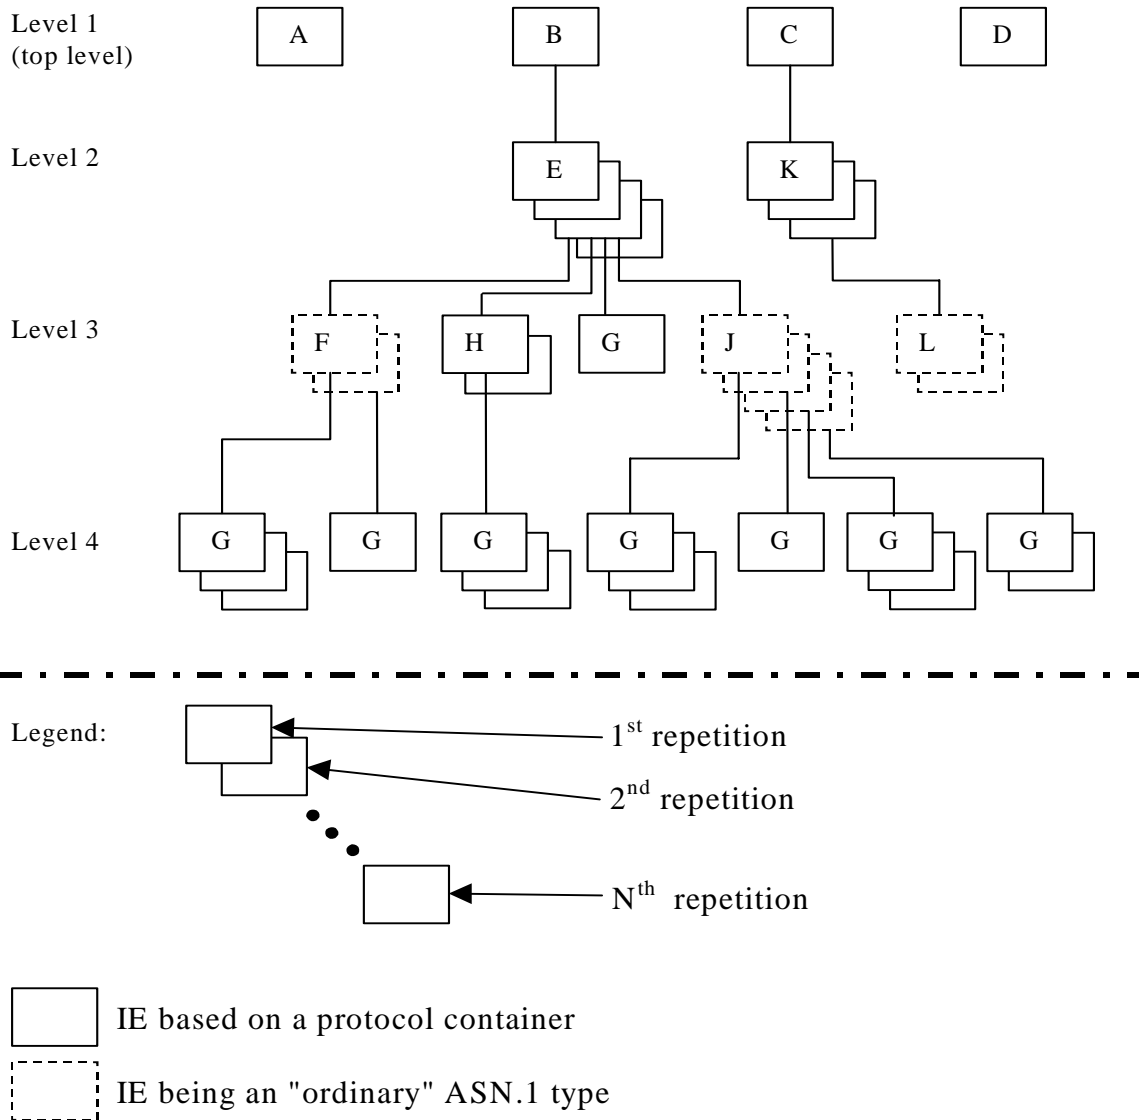 Level 1
(top level)
A
B
C
D
Level 2
E
K
Level 3
F
H
G
J
L
Level 4
G
G
G
G
G
G
G
Legend:
1st repetition
2nd repetition
Nth repetition
IE based on a protocol container
IE being an "ordinary" ASN.1 type